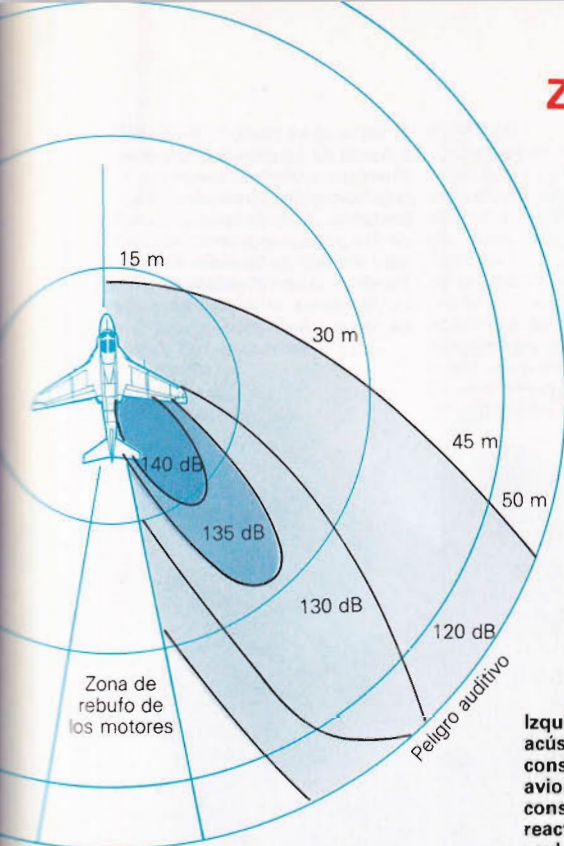 Z
15 m
30 m
45 m
50 m
140 dB
135 dB
130 dB
120 dB
Peligro auditivo
Zona de
rebufo de
los motores
Izqu
acús
cons
avio
cons
react